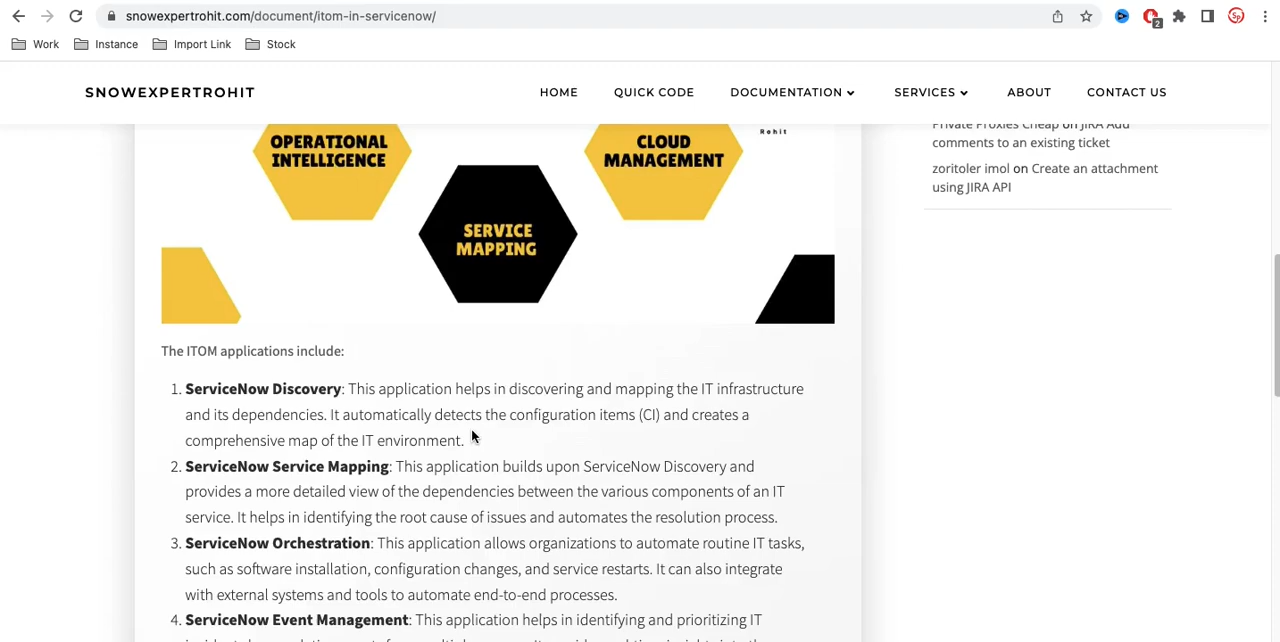 snowexpertrohit.com/document/itom-in-servicenow/
2
Sp
Work Instance Import Link Stock
SNOWEXPERTROHIT HOME QUICK CODE DOCUMENTATION SERVICES ABOUT CONTACT US
OPERATIONAL
INTELLIGENCE
CLOUD
MANAGEMENT
Rohit
SERVICE
MAPPING
Private Proxies Cheap on JIRA Add
comments to an existing ticket
zoritoler imol on Create an attachment
using JIRA API
The ITOM applications include:
1. ServiceNow Discovery: This application helps in discovering and mapping the IT infrastructure
and its dependencies. It automatically detects the configuration items (CI) and creates a
comprehensive map of the IT environment.
2. ServiceNow Service Mapping: This application builds upon ServiceNow Discovery and
provides a more detailed view of the dependencies between the various components of an IT
service. It helps in identifying the root cause of issues and automates the resolution process.
3. ServiceNow Orchestration: This application allows organizations to automate routine IT tasks,
such as software installation, configuration changes, and service restarts. It can also integrate
with external systems and tools to automate end-to-end processes.
4. ServiceNow Event Management: This application helps in identifying and prioritizing IT